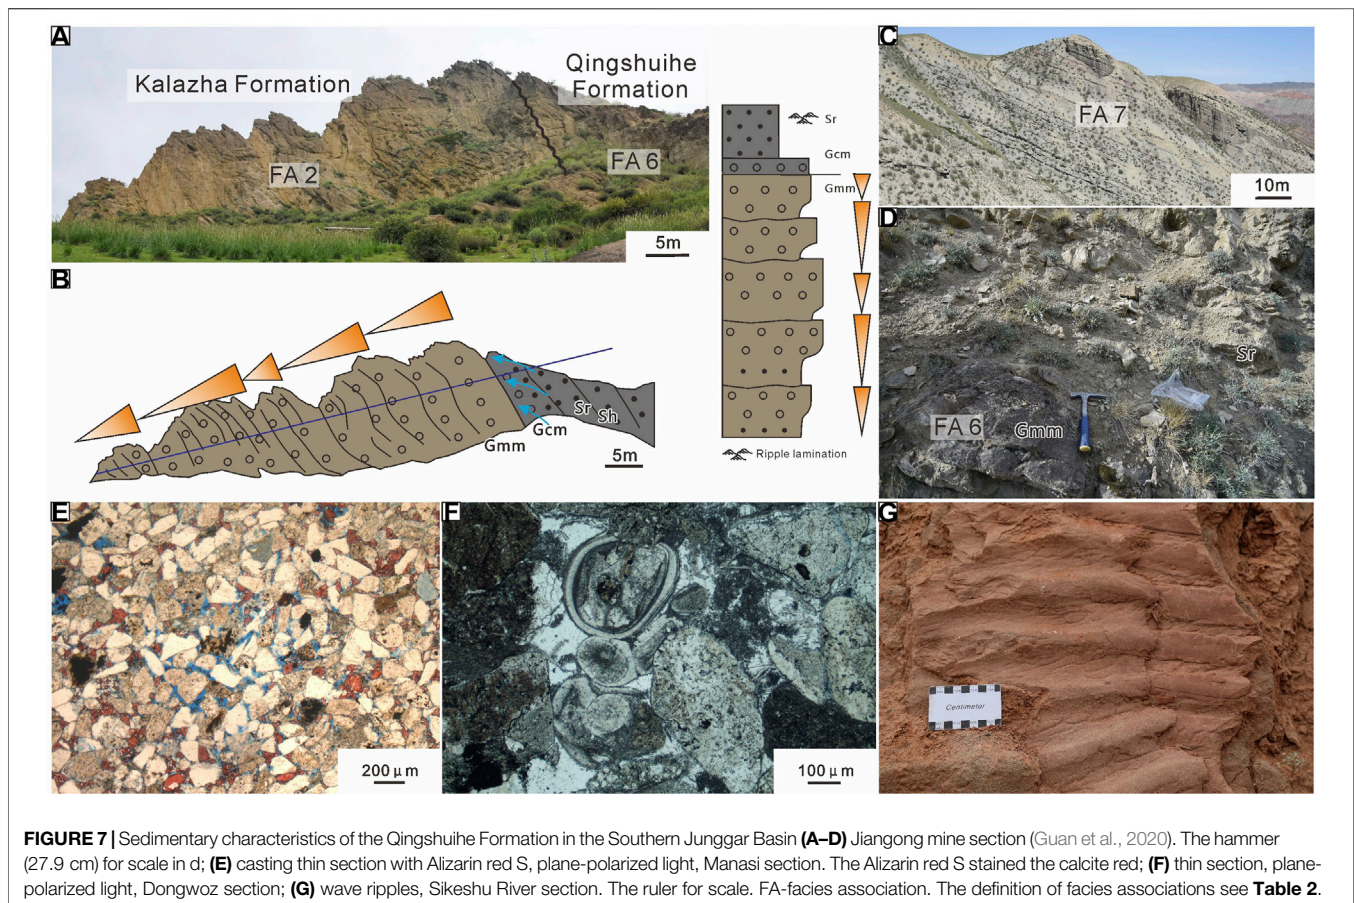 A
Kalazha Formation
Qingshuihe
Formation
FA 2
FA 6
5m
B
Gmm
Gcm
Sr
Sh
5m
Sr
Gcm
Gmm
Ripple lamination
C
FA 7
10m
D
Sr
FA 6
Gmm
E
200 μm
F
100 μm
G
Centimetar
FIGURE 7 | Sedimentary characteristics of the Qingshuihe Formation in the Southern Junggar Basin (A–D) Jiangong mine section (Guan et al., 2020). The hammer
(27.9 cm) for scale in d; (E) casting thin section with Alizarin red S, plane-polarized light, Manasi section. The Alizarin red S stained the calcite red; (F) thin section, plane-
polarized light, Dongwoz section; (G) wave ripples, Sikeshu River section. The ruler for scale. FA-facies association. The definition of facies associations see Table 2.